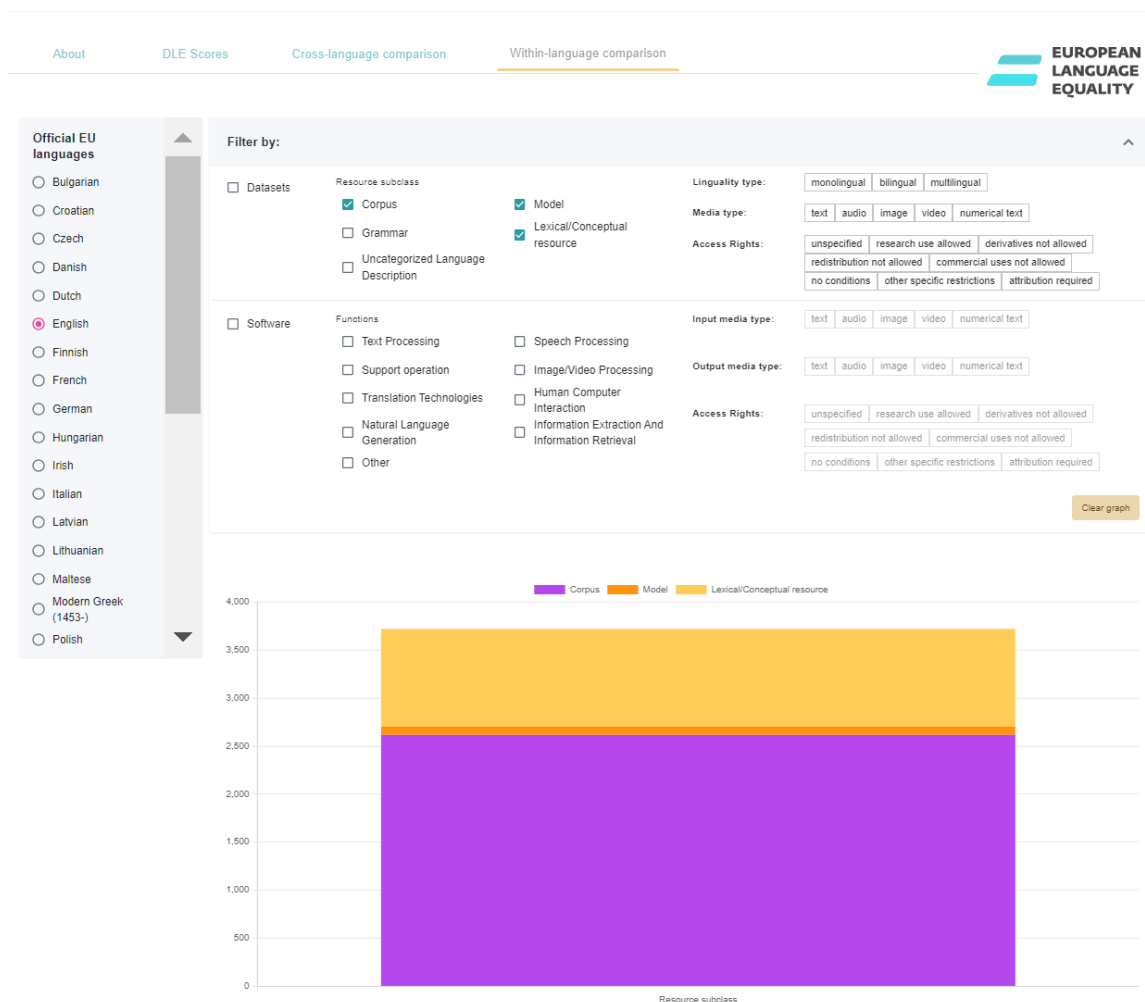 About
DLE Scores
Cross-language comparison
Within-language comparison
EUROPEAN
LANGUAGE
EQUALITY
Official EU
languages
Bulgarian
Croatian
Czech
Danish
Dutch
English
Finnish
French
German
Hungarian
Irish
Italian
Latvian
Lithuanian
Maltese
Modern Greek
(1453-)
Polish
Filter by:
Datasets
Resource subclass
Corpus
Model
Grammar
Lexical/Conceptual
resource
Uncategorized Language
Description
Linguality type:
monolingual bilingual multilingual
Media type:
text audio image video numerical text
Access Rights:
unspecified research use allowed derivatives not allowed
redistribution not allowed commercial uses not allowed
no conditions other specific restrictions attribution required
Software
Functions
Text Processing
Speech Processing
Support operation
Image/Video Processing
Translation Technologies
Human Computer
Interaction
Natural Language
Generation
Information Extraction And
Information Retrieval
Other
Input media type:
text audio image video numerical text
Output media type:
text audio image video numerical text
Access Rights:
unspecified research use allowed derivatives not allowed
redistribution not allowed commercial uses not allowed
no conditions other specific restrictions attribution required
Clear graph
Corpus Model Lexical/Conceptual resource
4,000
3,500
3,000
2,500
2,000
1,500
1,000
500
0
Resource subclass